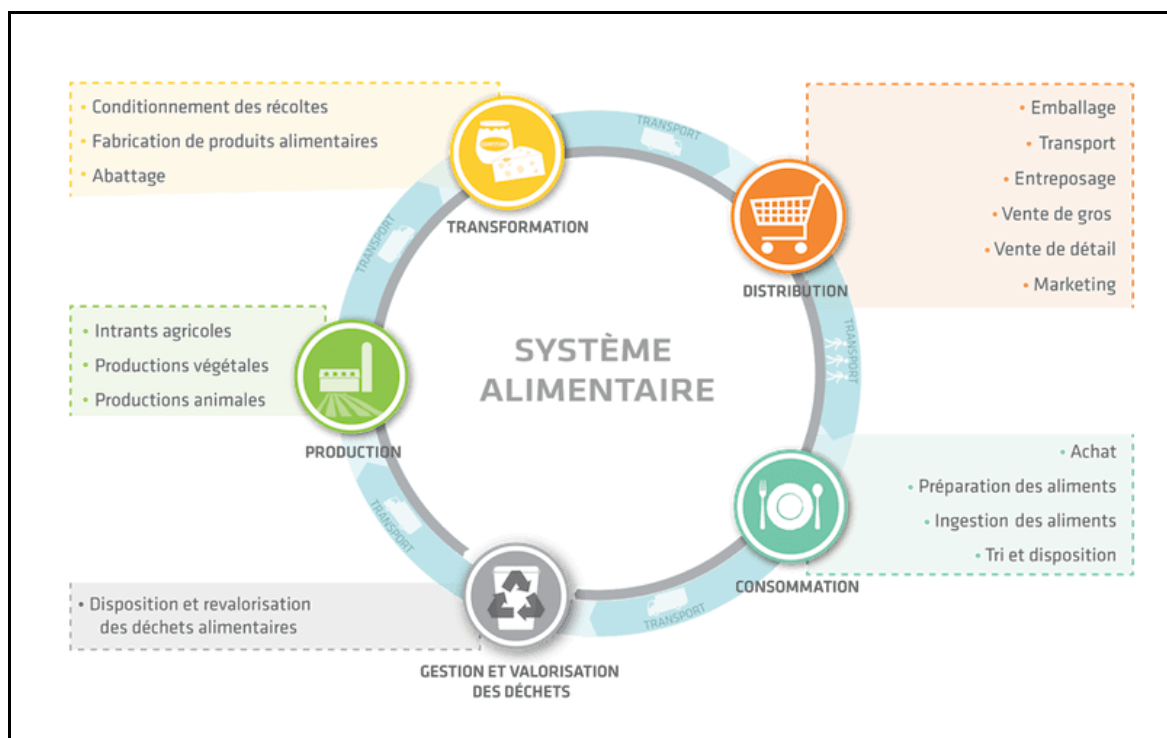 • Conditionnement des récoltes
• Fabrication de produits alimentaires
• Abattage
TRANSFORMATION
TRANSPORT
• Emballage
• Transport
• Entreposage
• Vente de gros
• Vente de détail
• Marketing
DISTRIBUTION
TRANSPORT
TRANSPORT
• Intrants agricoles
• Productions végétales
• Productions animales
PRODUCTION
SYSTÈME
ALIMENTAIRE
• Achat
• Préparation des aliments
• Ingestion des aliments
• Tri et disposition
CONSOMMATION
TRANSPORT
TRANSPORT
• Disposition et revalorisation
des déchets alimentaires
GESTION ET VALORISATION
DES DÉCHETS